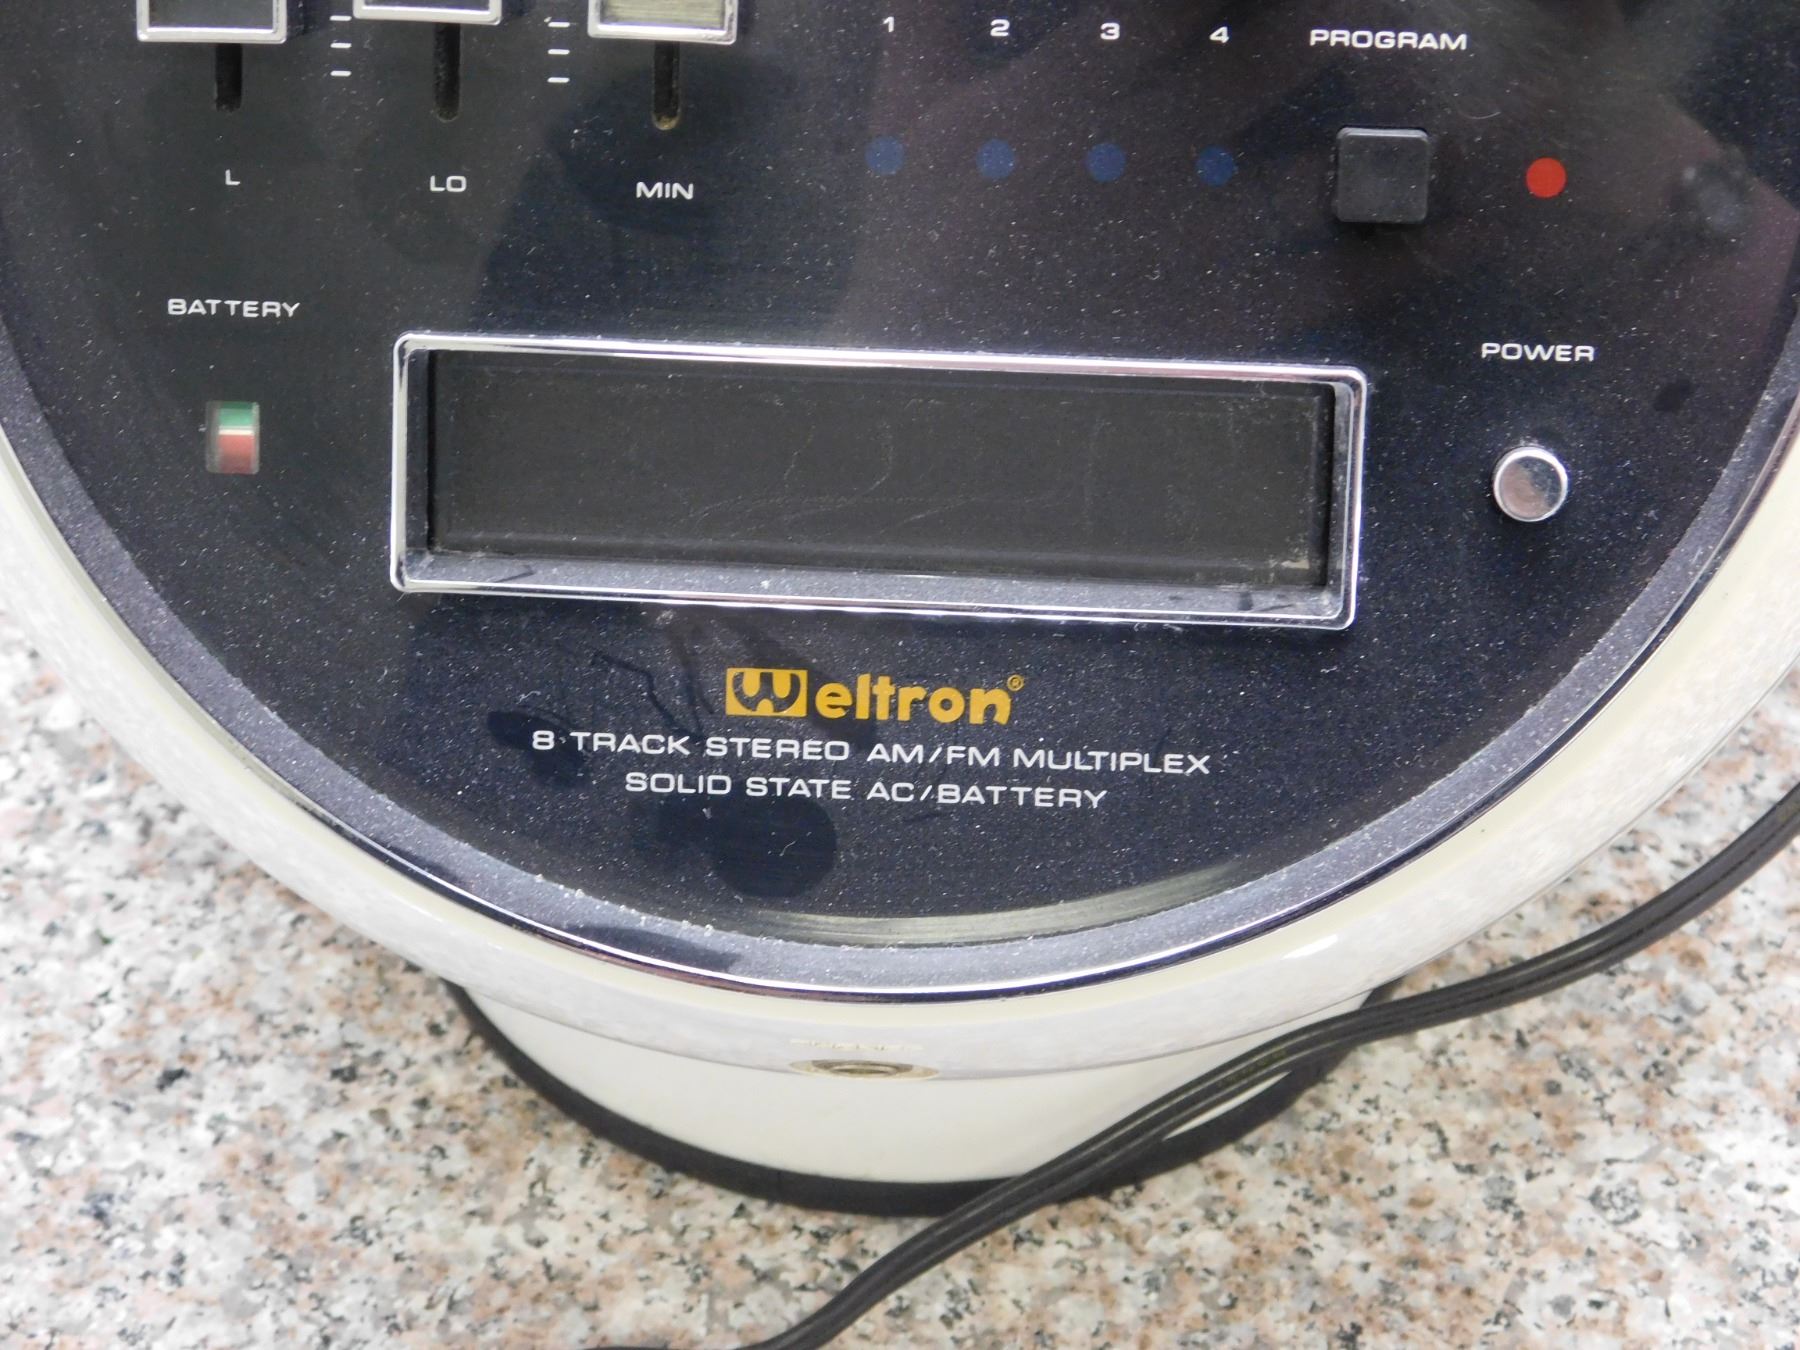 1 2 3 4 PROGRAM
L LO MIN
BATTERY
POWER
Weltron®
8 TRACK STEREO AM/FM MULTIPLEX
SOLID STATE AC/BATTERY